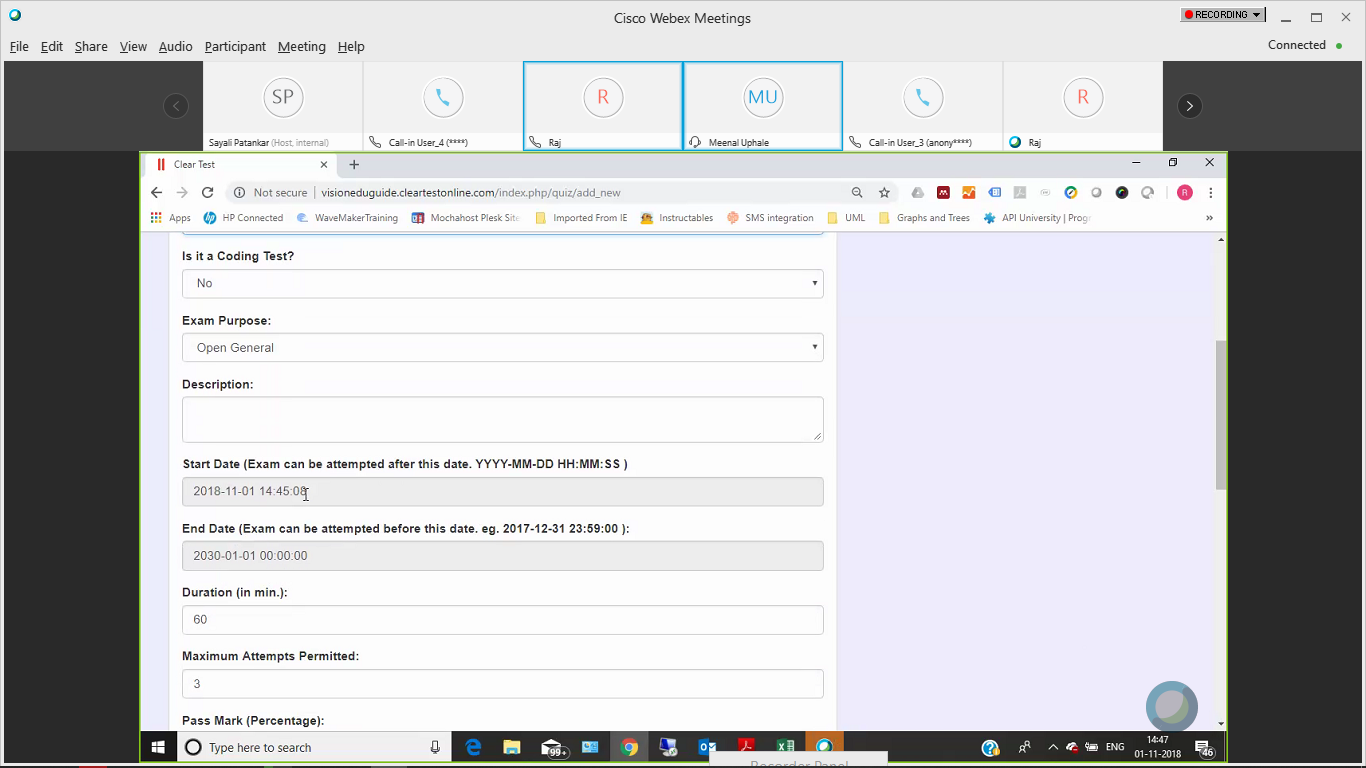 Cisco Webex Meetings
RECORDING
File Edit Share View Audio Participant Meeting Help
Connected
SP
R
MU
R
Sayali Patankar (Host, internal)
Call-in User_4 (****)
Raj
Meenal Uphale
Call-in User_3 (anony****)
Raj
Clear Test
Not secure | visioneduguide.cleartestonline.com/index.php/quiz/add_new
R
Apps HP Connected WaveMakerTraining Mochahost Plesk Site Imported From IE Instructables SMS integration UML Graphs and Trees API University | Prog
Is it a Coding Test?
No
Exam Purpose:
Open General
Description:
Start Date (Exam can be attempted after this date. YYYY-MM-DD HH:MM:SS )
2018-11-01 14:45:08
End Date (Exam can be attempted before this date. eg. 2017-12-31 23:59:00 ):
2030-01-01 00:00:00
Duration (in min.):
60
Maximum Attempts Permitted:
3
Pass Mark (Percentage):
Type here to search
99+
ENG
14:47
01-11-2018
46
Recorder Panel